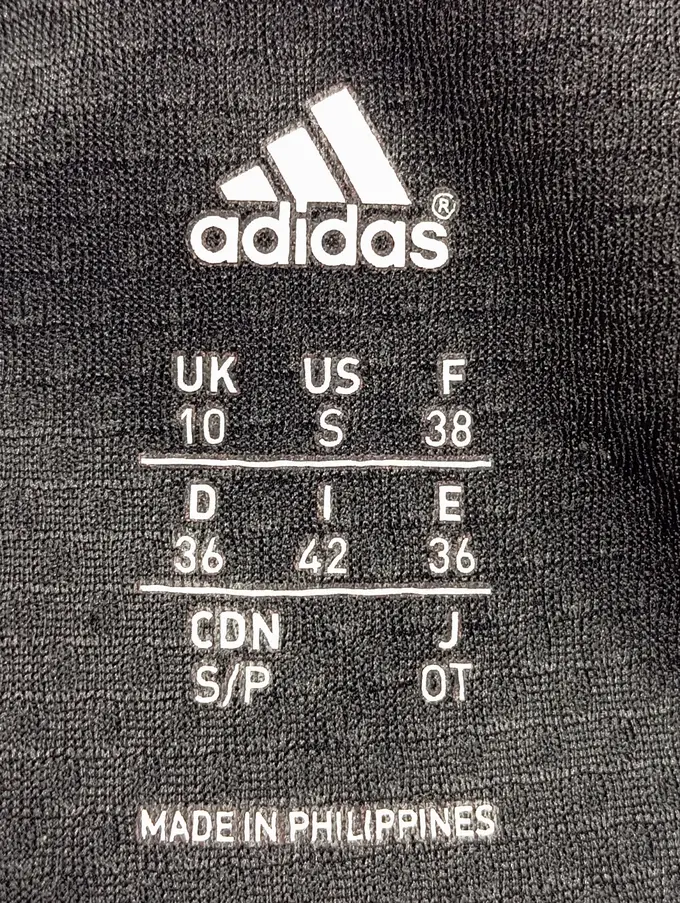 adidas®
UK US F
10 S 38
D I E
36 42 36
CDN J
S/P OT
MADE IN PHILIPPINES